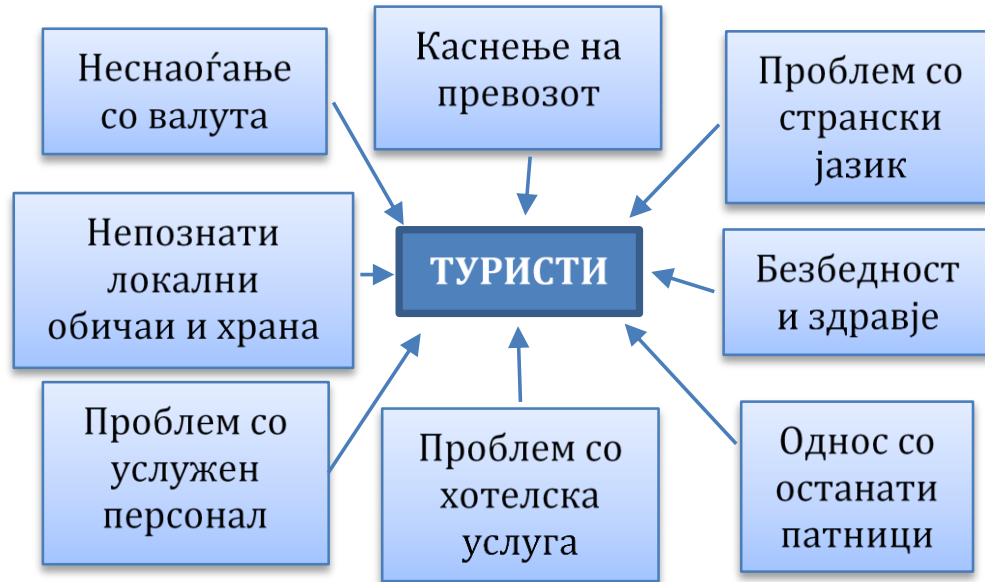 Неснаоѓање
со валута
Каснење на
превозот
Проблем со
странски
јазик
Непознати
локални
обичаи и храна
ТУРИСТИ
Безбедност
и здравје
Проблем со
услужен
персонал
Проблем со
хотелска
услуга
Однос со
останати
патници